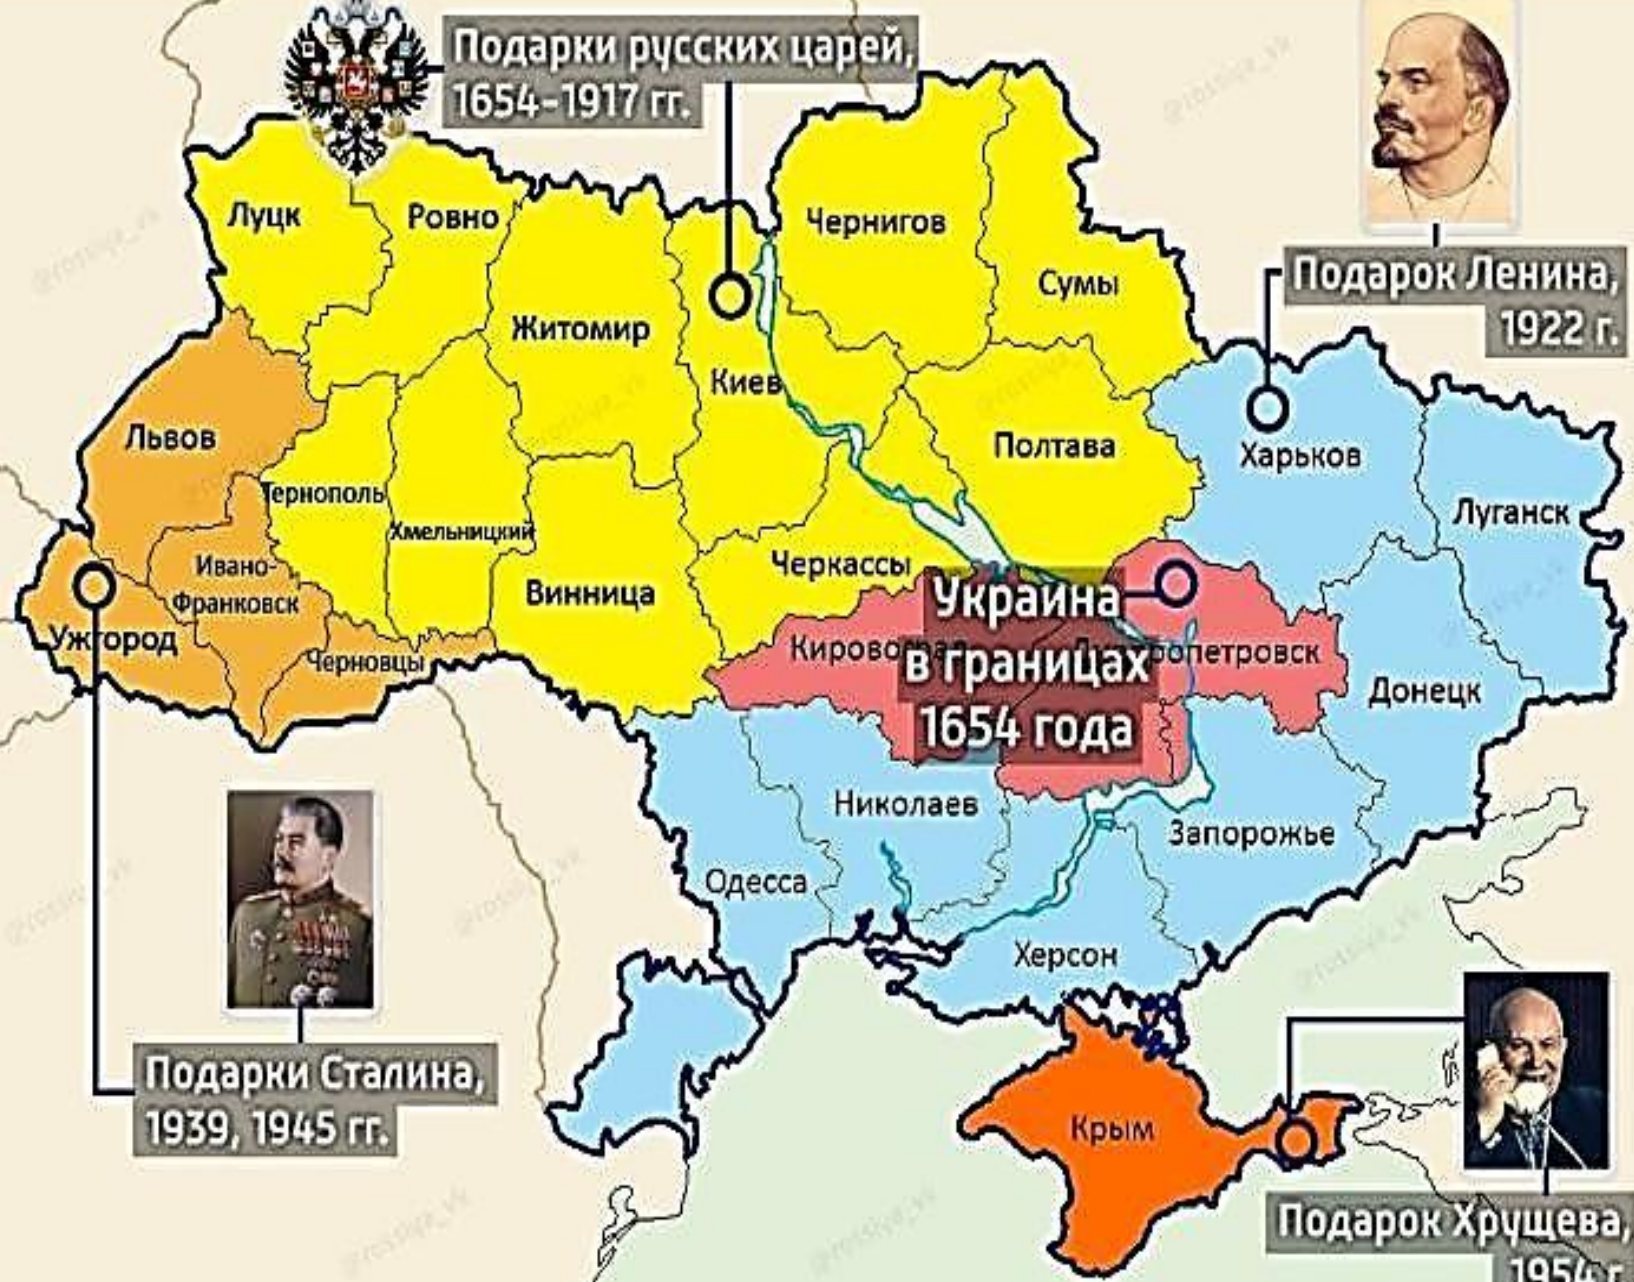 Подарки русских царей,
1654-1917 гг.
Подарок Ленина,
1922 г.
Луцк
Ровно
Чернигов
Сумы
Житомир
Киев
Львов
Полтава
Харьков
Тернополь
Хмельницкий
Луганск
Ивано-
Франковск
Винница
Черкассы
Украина
в границах
1654 года
Ужгород
Черновцы
Донецк
Николаев
Запорожье
Одесса
Херсон
Подарки Сталина,
1939, 1945 гг.
Крым
Подарок Хрущева,
1954 г.